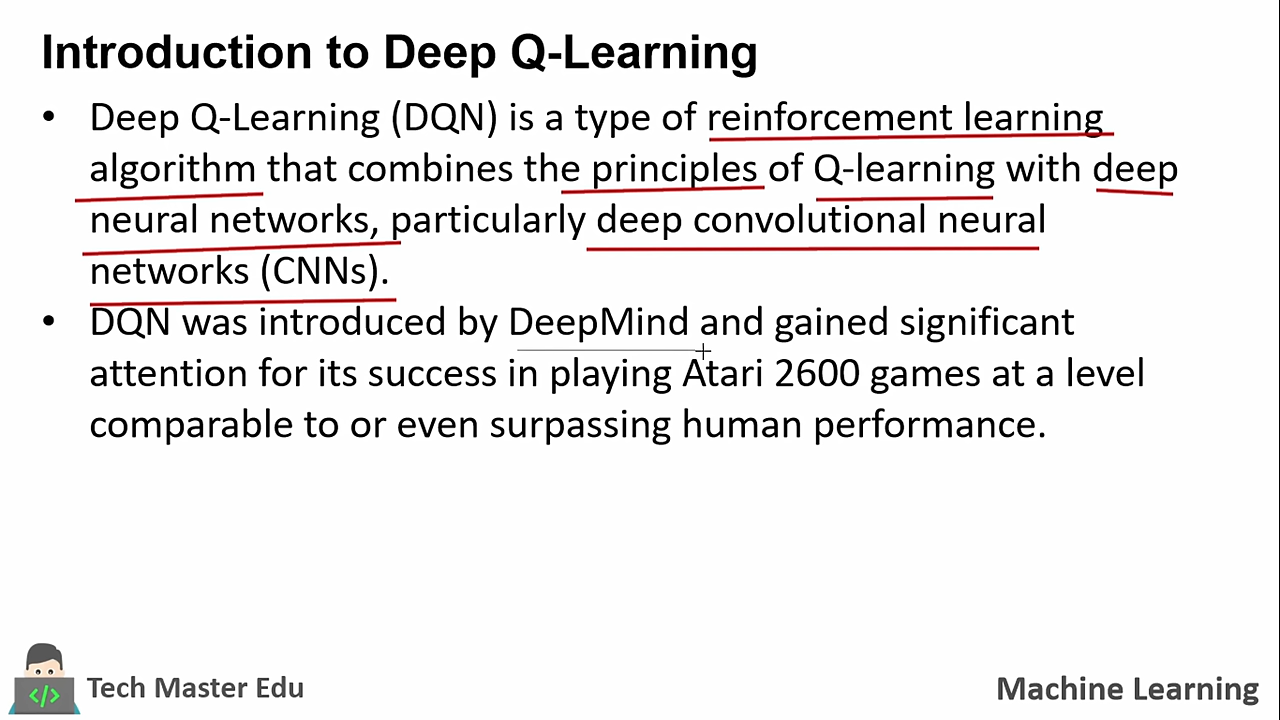 Introduction to Deep Q-Learning
• Deep Q-Learning (DQN) is a type of reinforcement learning
algorithm that combines the principles of Q-learning with deep
neural networks, particularly deep convolutional neural
networks (CNNs).
• DQN was introduced by DeepMind and gained significant
attention for its success in playing Atari 2600 games at a level
comparable to or even surpassing human performance.
</>
Tech Master Edu
Machine Learning